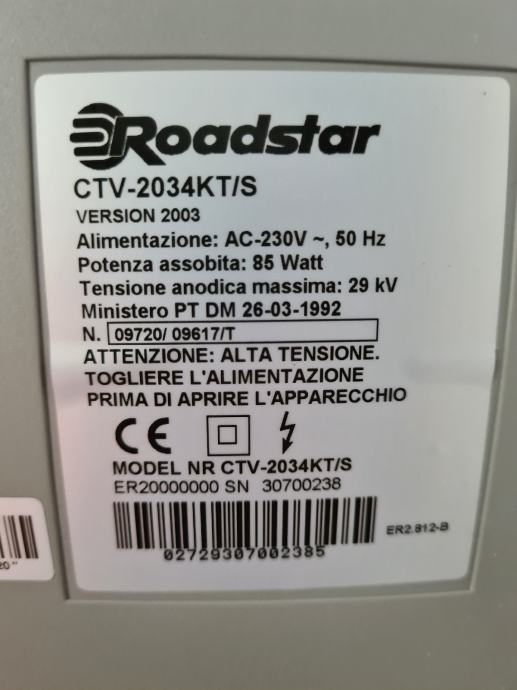 Roadstar
CTV-2034KT/S
VERSION 2003
Alimentazione: AC-230V ~, 50 Hz
Potenza assobita: 85 Watt
Tensione anodica massima: 29 kV
Ministero PT DM 26-03-1992
N. 09720/ 09617/T
ATTENZIONE: ALTA TENSIONE.
TOGLIERE L'ALIMENTAZIONE
PRIMA DI APRIRE L'APPARECCHIO
CE
MODEL NR CTV-2034KT/S
ER20000000 SN 30700238
02729307002385
ER2.812-B
20"